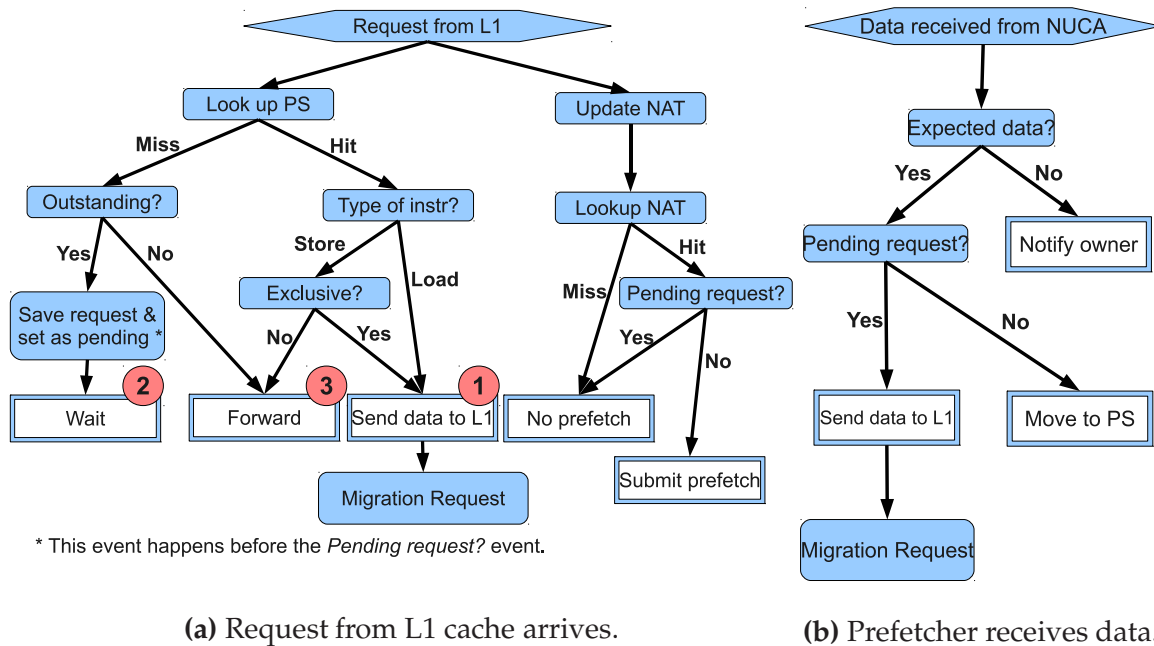 Request from L1
Look up PS
Update NAT
Miss
Hit
Outstanding?
Type of instr?
Lookup NAT
Yes
No
Store
Load
Hit
Miss
Save request &
set as pending *
Exclusive?
Pending request?
No
Yes
Yes
No
2
3
1
Wait
Forward
Send data to L1
No prefetch
Migration Request
Submit prefetch
* This event happens before the Pending request? event.
(a) Request from L1 cache arrives.
Data received from NUCA
Expected data?
Yes
No
Pending request?
Notify owner
Yes
No
Send data to L1
Move to PS
Migration Request
(b) Prefetcher receives data.